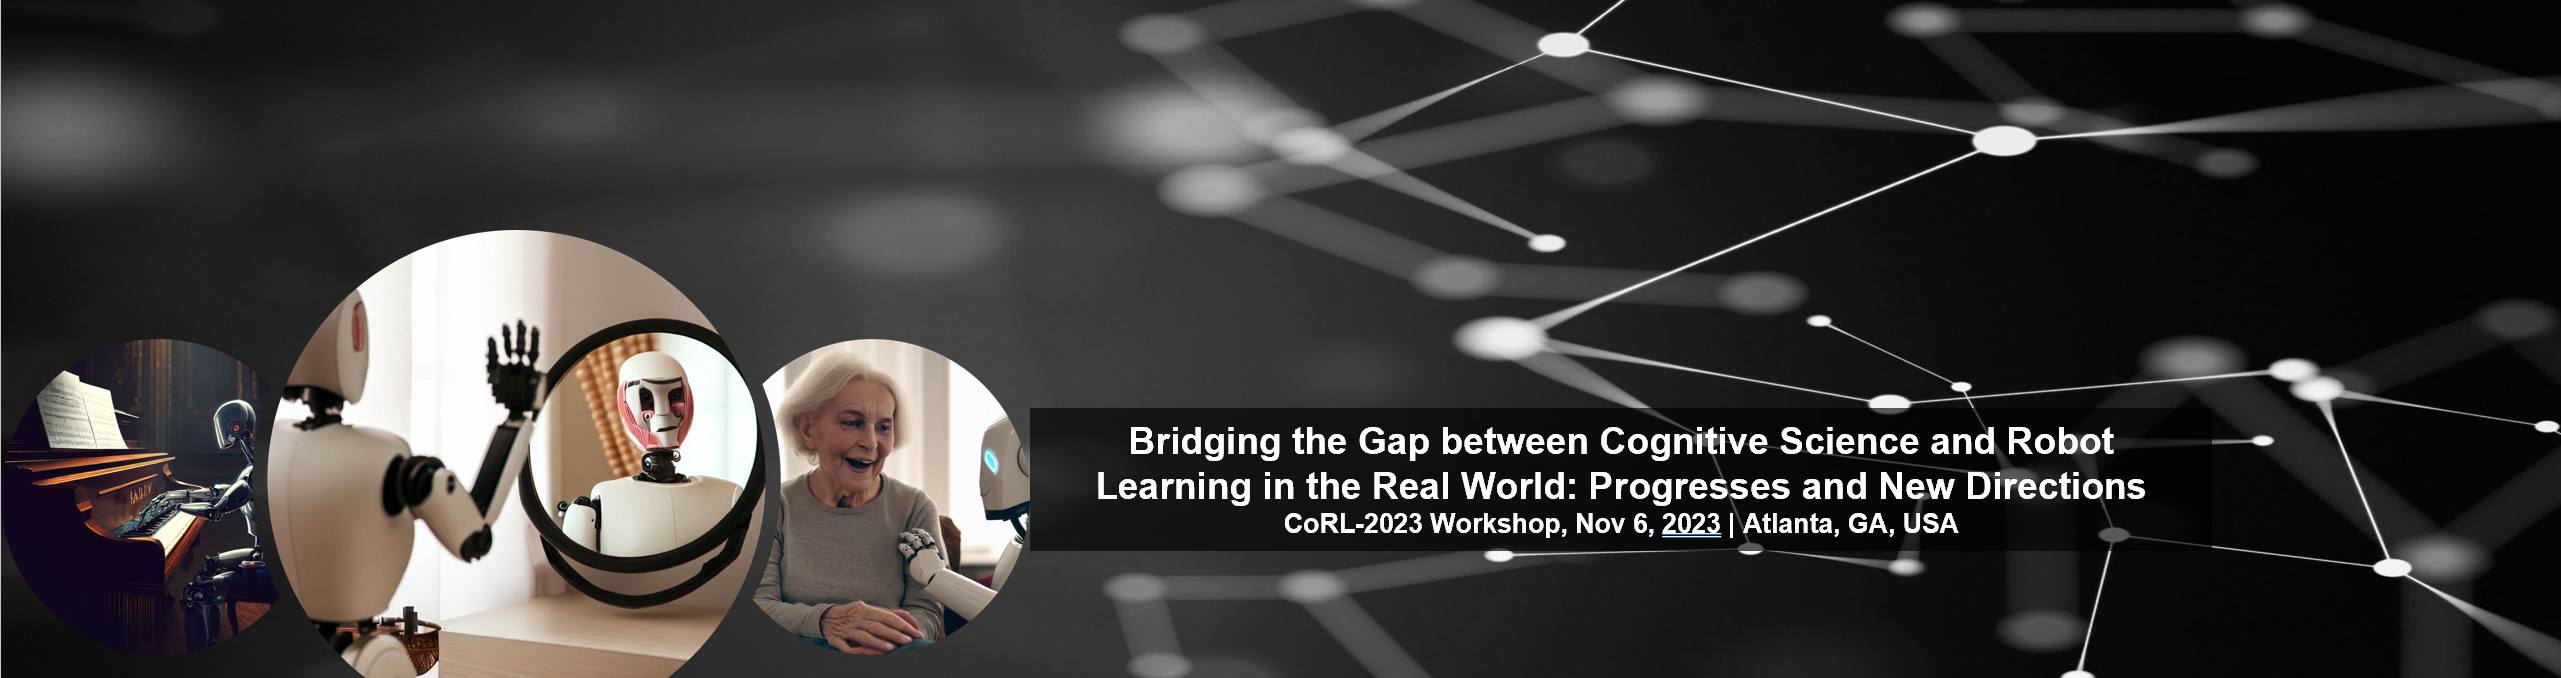 Bridging the Gap between Cognitive Science and Robot
Learning in the Real World: Progresses and New Directions
CoRL-2023 Workshop, Nov 6, 2023 | Atlanta, GA, USA